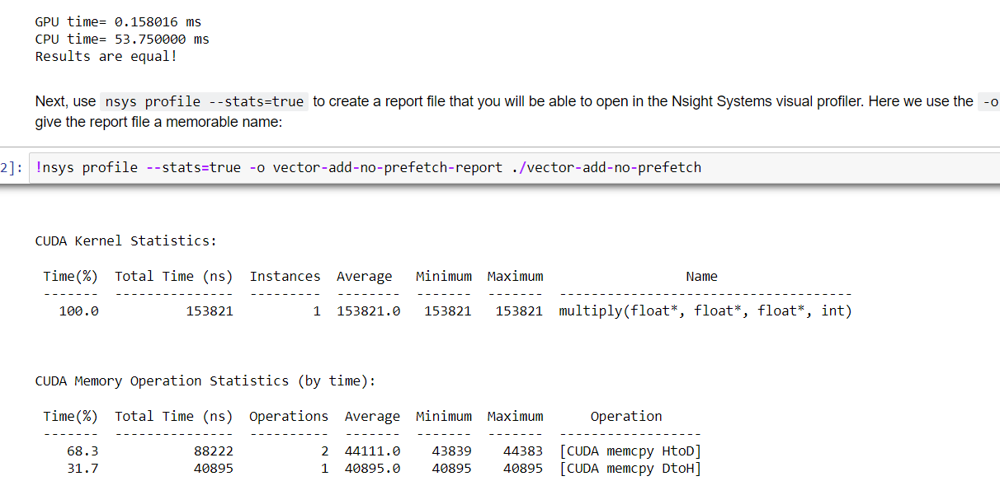 GPU time= 0.158016 ms
CPU time= 53.750000 ms
Results are equal!
Next, use nsys profile --stats=true to create a report file that you will be able to open in the Nsight Systems visual profiler. Here we use the -o
give the report file a memorable name:
2]: !nsys profile --stats=true -o vector-add-no-prefetch-report ./vector-add-no-prefetch
CUDA Kernel Statistics:
Time(%) Total Time (ns) Instances Average Minimum Maximum Name
------- --------------- --------- -------- ------- ------- -------------------------------------
100.0 153821 1 153821.0 153821 153821 multiply(float*, float*, float*, int)
CUDA Memory Operation Statistics (by time):
Time(%) Total Time (ns) Operations Average Minimum Maximum Operation
------- --------------- ---------- ------- ------- ------- ------------------
68.3 88222 2 44111.0 43839 44383 [CUDA memcpy HtoD]
31.7 40895 1 40895.0 40895 40895 [CUDA memcpy DtoH]